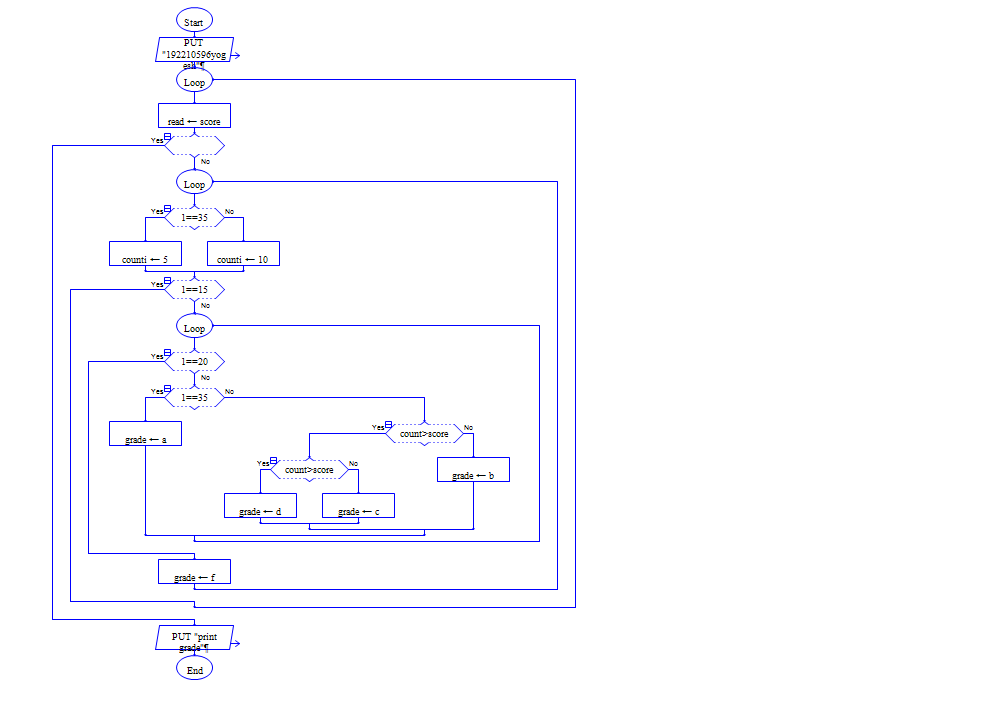 Start
PUT
"192210596yog
esh"¶
Loop
read ← score
Yes
No
Loop
Yes
1==35
No
counti ← 5
counti ← 10
Yes
1==15
No
Loop
Yes
1==20
No
Yes
1==35
No
grade ← a
Yes
count>score
No
Yes
count>score
No
grade ← b
grade ← d
grade ← c
grade ← f
PUT "print
grade"¶
End